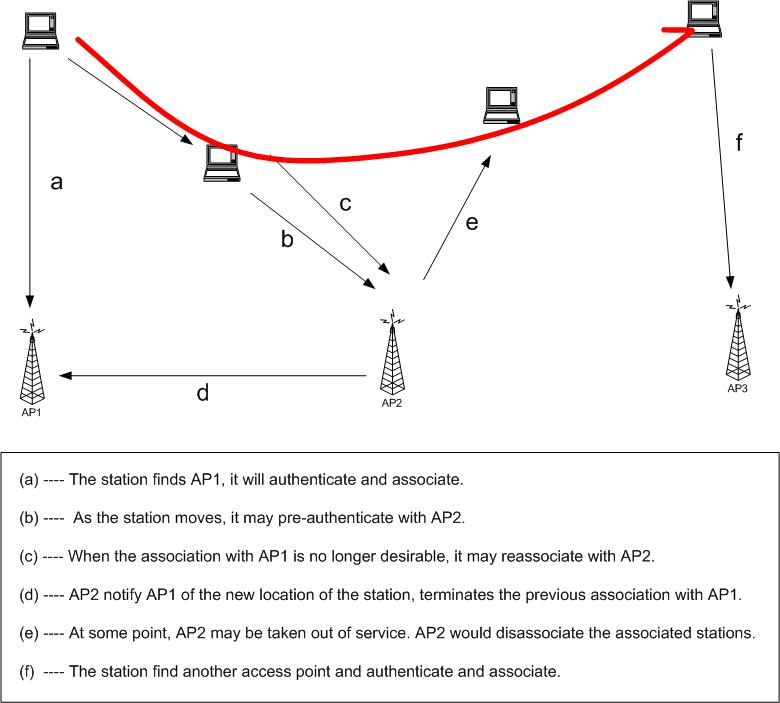 a
b
c
d
e
f
AP1
AP2
AP3
(a) ---- The station finds AP1, it will authenticate and associate.
(b) ---- As the station moves, it may pre-authenticate with AP2.
(c) ---- When the association with AP1 is no longer desirable, it may reassociate with AP2.
(d) ---- AP2 notify AP1 of the new location of the station, terminates the previous association with AP1.
(e) ---- At some point, AP2 may be taken out of service. AP2 would disassociate the associated stations.
(f) ---- The station find another access point and authenticate and associate.